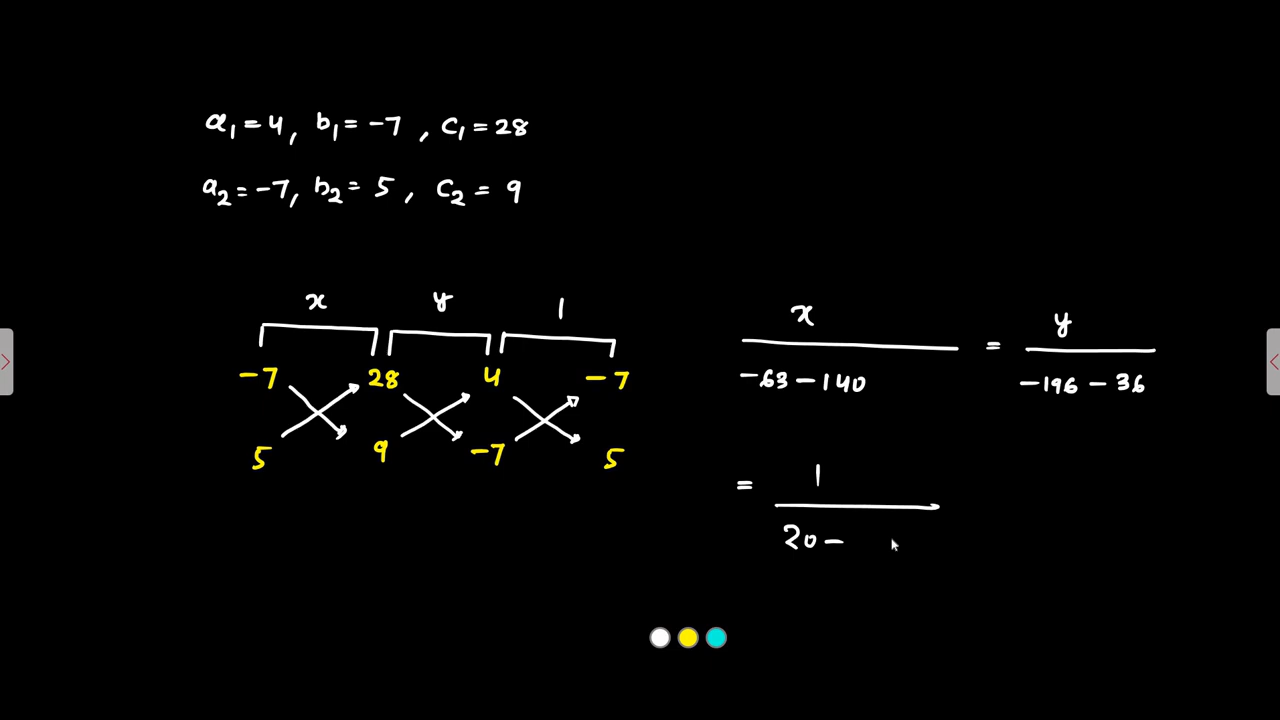 a₁ = 4, b₁ = -7, c₁ = 28
a₂ = -7, b₂ = 5, c₂ = 9
x y 1
-7 28 4 -7
5 9 -7 5
x / -63 - 140 = y / -196 - 36
= 1 / 20 -